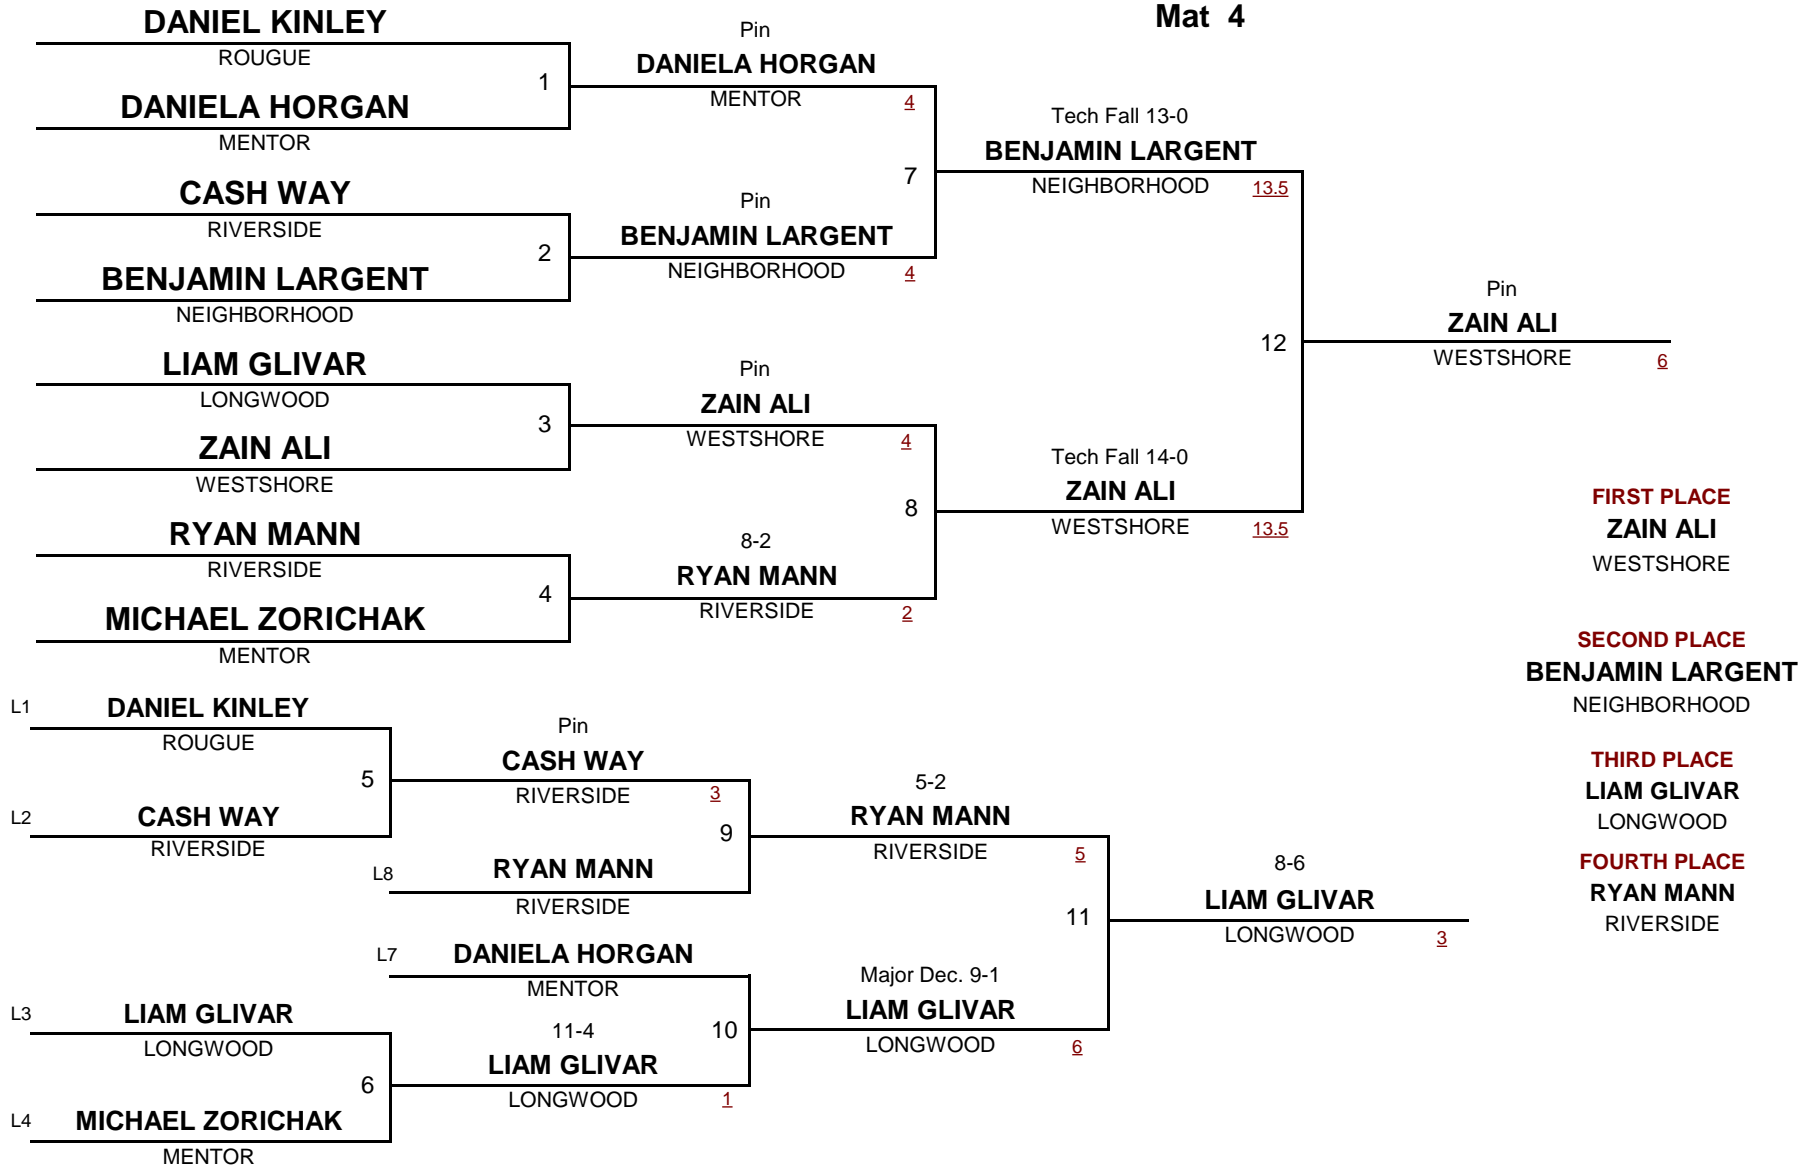 Mat 4
DANIEL KINLEY
ROUGUE
1
DANIELA HORGAN
MENTOR
CASH WAY
RIVERSIDE
2
BENJAMIN LARGENT
NEIGHBORHOOD
LIAM GLIVAR
LONGWOOD
3
ZAIN ALI
WESTSHORE
RYAN MANN
RIVERSIDE
4
MICHAEL ZORICHAK
MENTOR
Pin
DANIELA HORGAN
MENTOR 4
7
Pin
BENJAMIN LARGENT
NEIGHBORHOOD 4
Pin
ZAIN ALI
WESTSHORE 4
8
8-2
RYAN MANN
RIVERSIDE 2
Tech Fall 13-0
BENJAMIN LARGENT
NEIGHBORHOOD 13.5
12
Tech Fall 14-0
ZAIN ALI
WESTSHORE 13.5
Pin
ZAIN ALI
WESTSHORE 6
FIRST PLACE
ZAIN ALI
WESTSHORE
SECOND PLACE
BENJAMIN LARGENT
NEIGHBORHOOD
THIRD PLACE
LIAM GLIVAR
LONGWOOD
FOURTH PLACE
RYAN MANN
RIVERSIDE
L1 DANIEL KINLEY
ROUGUE
5
L2 CASH WAY
RIVERSIDE
Pin
CASH WAY
RIVERSIDE 3
9
L8 RYAN MANN
RIVERSIDE
L7 DANIELA HORGAN
MENTOR
L3 LIAM GLIVAR
LONGWOOD
6
L4 MICHAEL ZORICHAK
MENTOR
11-4
10
LIAM GLIVAR
LONGWOOD 1
5-2
RYAN MANN
RIVERSIDE 5
11
Major Dec. 9-1
LIAM GLIVAR
LONGWOOD 6
8-6
LIAM GLIVAR
LONGWOOD 3